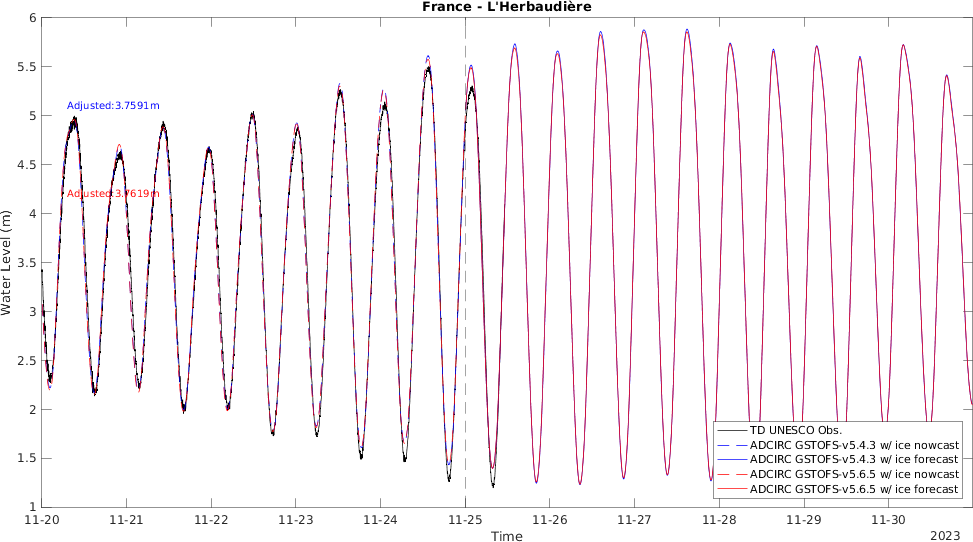 France - L'Herbaudière
6
5.5
5
4.5
4
3.5
3
2.5
2
1.5
1
Water Level (m)
Adjusted:3.7591m
Adjusted:3.7619m
TD UNESCO Obs.
ADCIRC GSTOFS-v5.4.3 w/ ice nowcast
ADCIRC GSTOFS-v5.4.3 w/ ice forecast
ADCIRC GSTOFS-v5.6.5 w/ ice nowcast
ADCIRC GSTOFS-v5.6.5 w/ ice forecast
11-20 11-21 11-22 11-23 11-24 11-25 11-26 11-27 11-28 11-29 11-30
Time
2023